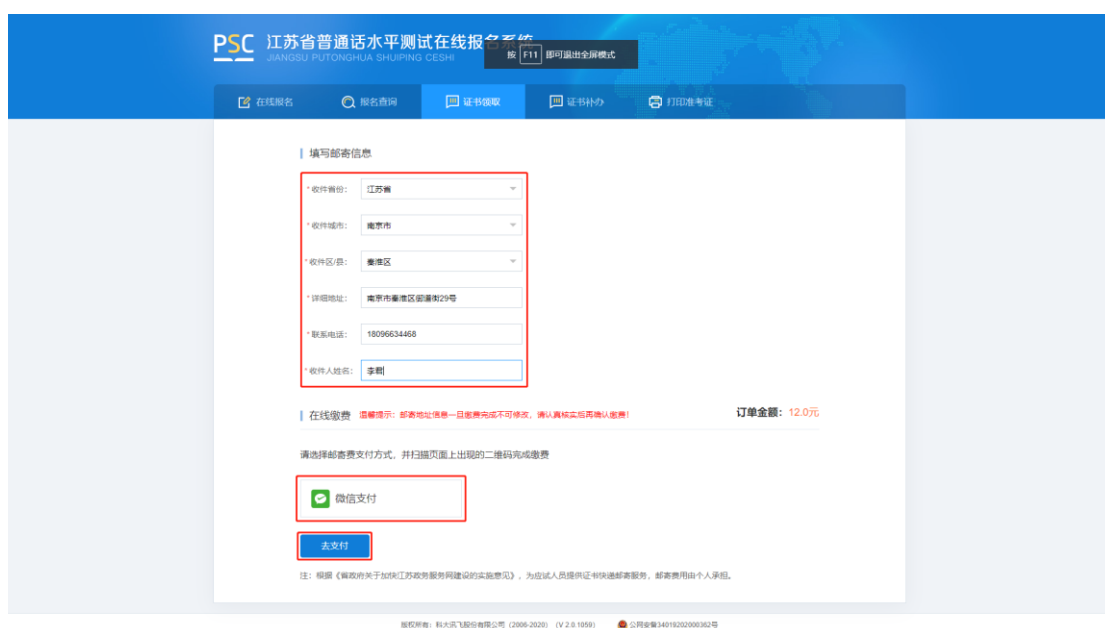 PSC 江苏省普通话水平测试在线报名系统
JIANGSU PUTONGHUA SHUIPING CESHI
按 F11 即可退出全屏模式
在线报名 报名查询 证书领取 证书补办 打印准考证
填写邮寄信息
*收件省份: 江苏省
*收件城市: 南京市
*收件区/县: 秦淮区
*详细地址: 南京市秦淮区 街29号
*联系电话: 18096634468
*收件人姓名: 李君
在线缴费 温馨提示：邮寄地址信息一旦缴费完成不可修改，请认真核实后再确认缴费！ 订单金额：12.0元
请选择邮寄费支付方式，并扫描页面上出现的二维码完成缴费
微信支付
去支付
注：根据《省政府关于加快江苏政务服务网建设的实施意见》，为应试人员提供证书快递邮寄服务，邮寄费用由个人承担。
版权所有：科大讯飞股份有限公司（2006-2020）（V 2.0.1059） 公网安备34019202000362号